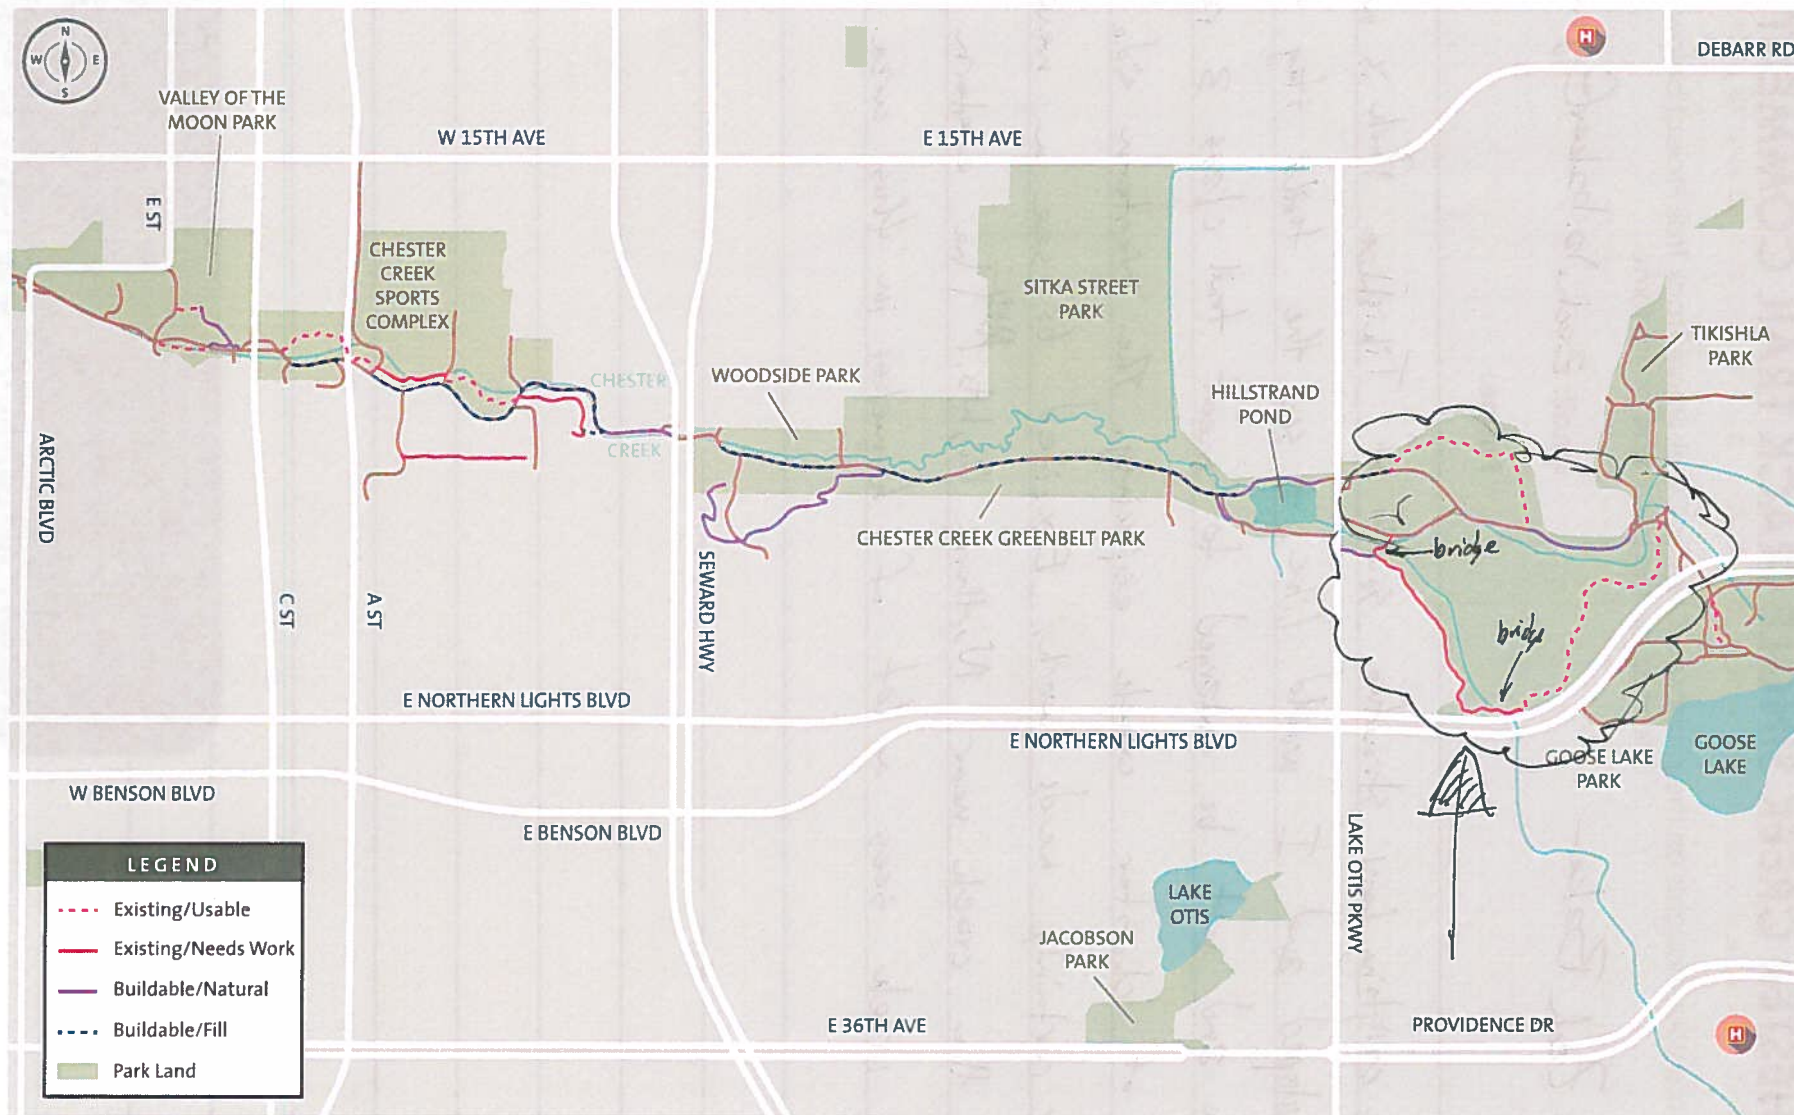 N
W E
S
DEBARR RD
VALLEY OF THE
MOON PARK
W 15TH AVE
E 15TH AVE
E ST
CHESTER
CREEK
SPORTS
COMPLEX
SITKA STREET
PARK
TIKISHLA
PARK
CHESTER
CREEK
WOODSIDE PARK
HILLSTRAND
POND
ARCTIC BLVD
CHESTER CREEK GREENBELT PARK
bridge
C ST
A ST
SEWARD HWY
bridge
E NORTHERN LIGHTS BLVD
E NORTHERN LIGHTS BLVD
GOOSE LAKE
PARK
GOOSE
LAKE
W BENSON BLVD
E BENSON BLVD
LAKE OTIS PKWY
LAKE
OTIS
JACOBSON
PARK
E 36TH AVE
PROVIDENCE DR
H
H
LEGEND
Existing/Usable
Existing/Needs Work
Buildable/Natural
Buildable/Fill
Park Land